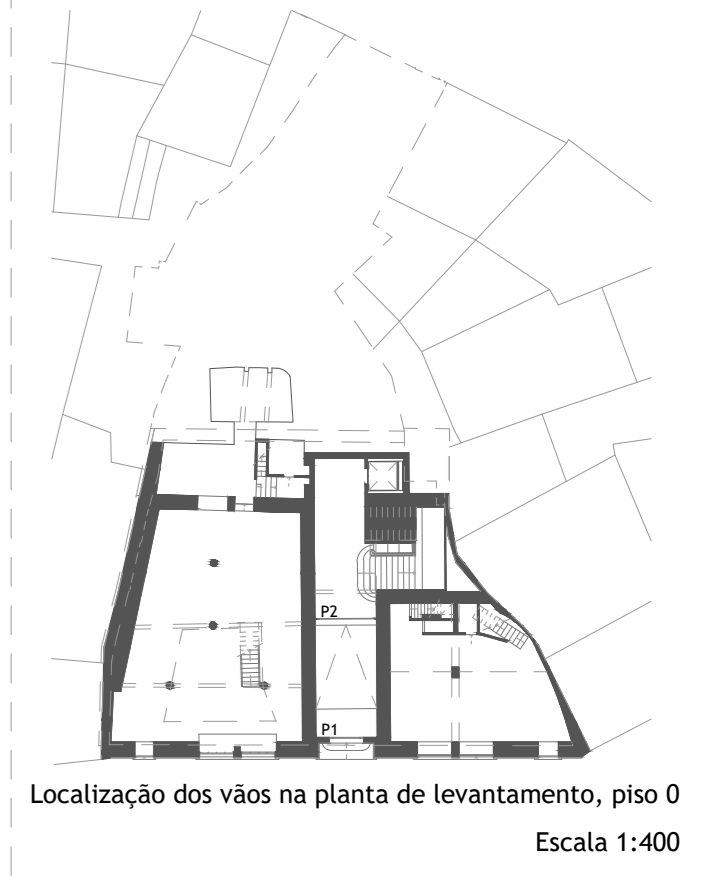 P2
P1
Localização dos vãos na planta de levantamento, piso 0
Escala 1:400